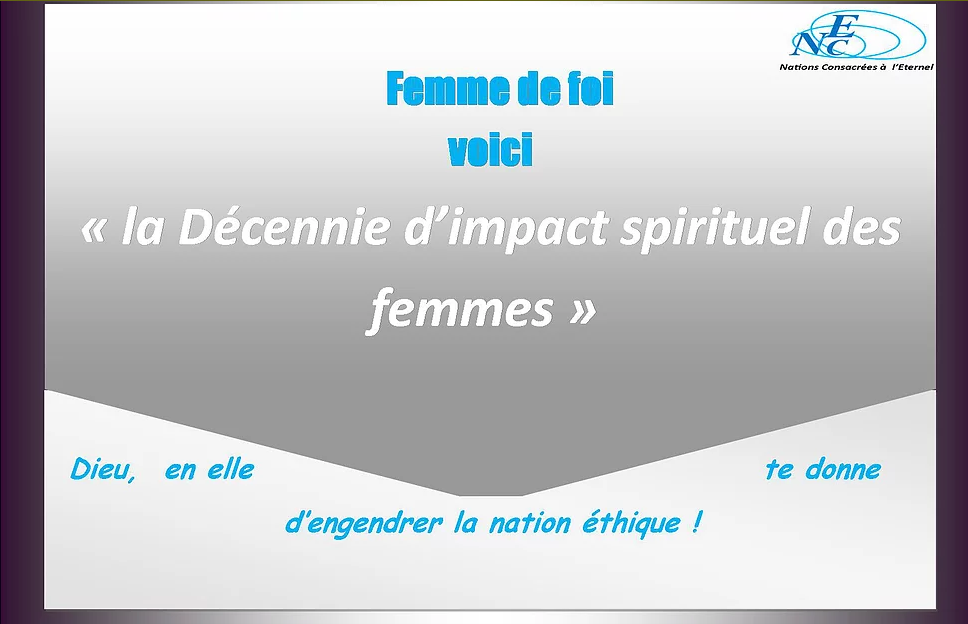 NEC
Nations Consacrées à l'Eternel
Femme de foi
voici
« la Décennie d’impact spirituel des
femmes »
Dieu, en elle te donne
d'engendrer la nation éthique !